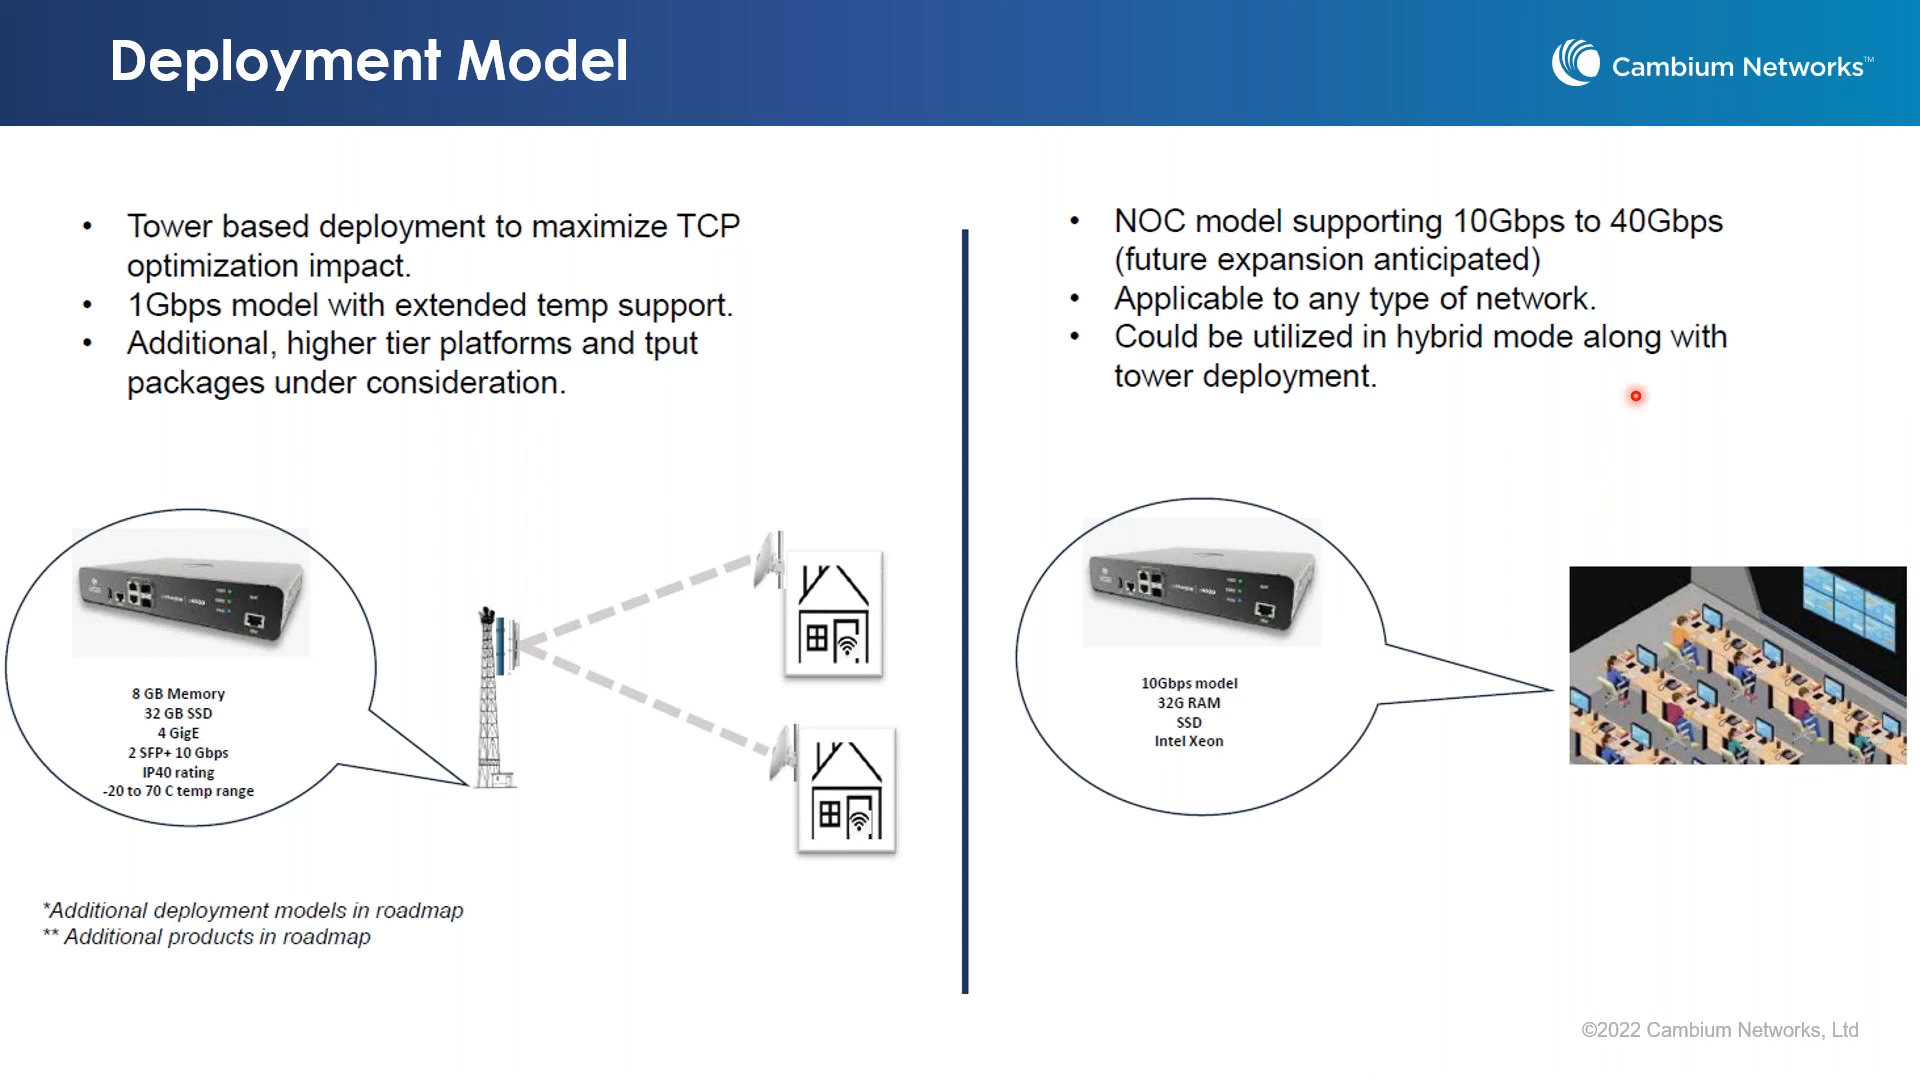 Deployment Model
Cambium Networks™
• Tower based deployment to maximize TCP
optimization impact.
• 1Gbps model with extended temp support.
• Additional, higher tier platforms and tput
packages under consideration.
8 GB Memory
32 GB SSD
4 GigE
2 SFP+ 10 Gbps
IP40 rating
-20 to 70 C temp range
*Additional deployment models in roadmap
** Additional products in roadmap
• NOC model supporting 10Gbps to 40Gbps
(future expansion anticipated)
• Applicable to any type of network.
• Could be utilized in hybrid mode along with
tower deployment.
10Gbps model
32G RAM
SSD
Intel Xeon
©2022 Cambium Networks, Ltd